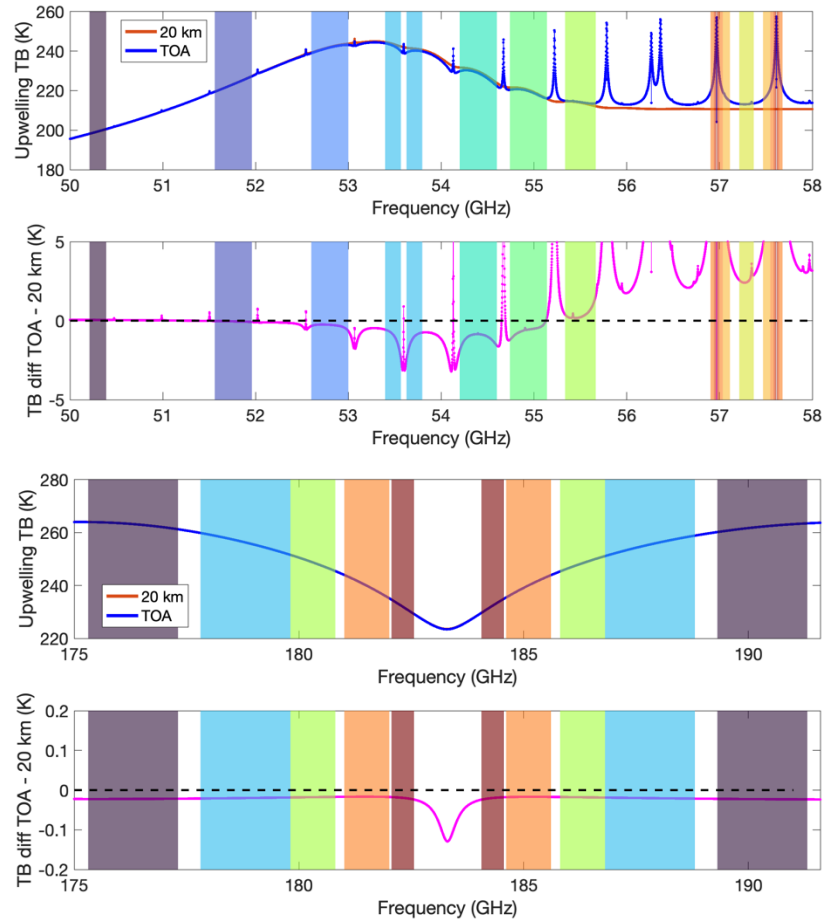 Upwelling TB (K)
260
240
220
200
180
20 km
TOA
50 51 52 53 54 55 56 57 58
Frequency (GHz)
TB diff TOA - 20 km (K)
5
0
-5
50 51 52 53 54 55 56 57 58
Frequency (GHz)
Upwelling TB (K)
280
260
240
220
20 km
TOA
175 180 185 190
Frequency (GHz)
TB diff TOA - 20 km (K)
0.2
0.1
0
-0.1
-0.2
175 180 185 190
Frequency (GHz)